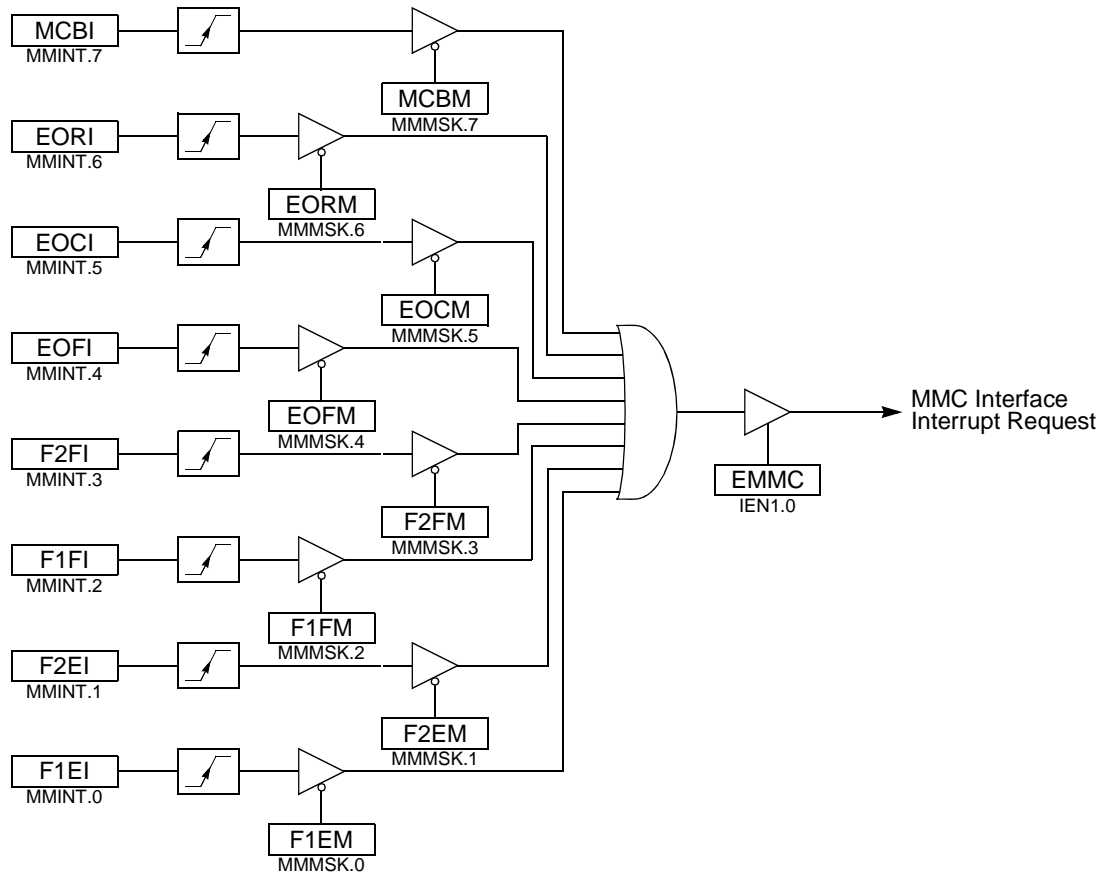 MCBI
MMINT.7
MCBM
MMMSK.7
EORI
MMINT.6
EORM
MMMSK.6
EOCI
MMINT.5
EOCM
MMMSK.5
EOFI
MMINT.4
EOFM
MMMSK.4
MMC Interface
Interrupt Request
EMMC
IEN1.0
F2FI
MMINT.3
F2FM
MMMSK.3
F1FI
MMINT.2
F1FM
MMMSK.2
F2EI
MMINT.1
F2EM
MMMSK.1
F1EI
MMINT.0
F1EM
MMMSK.0